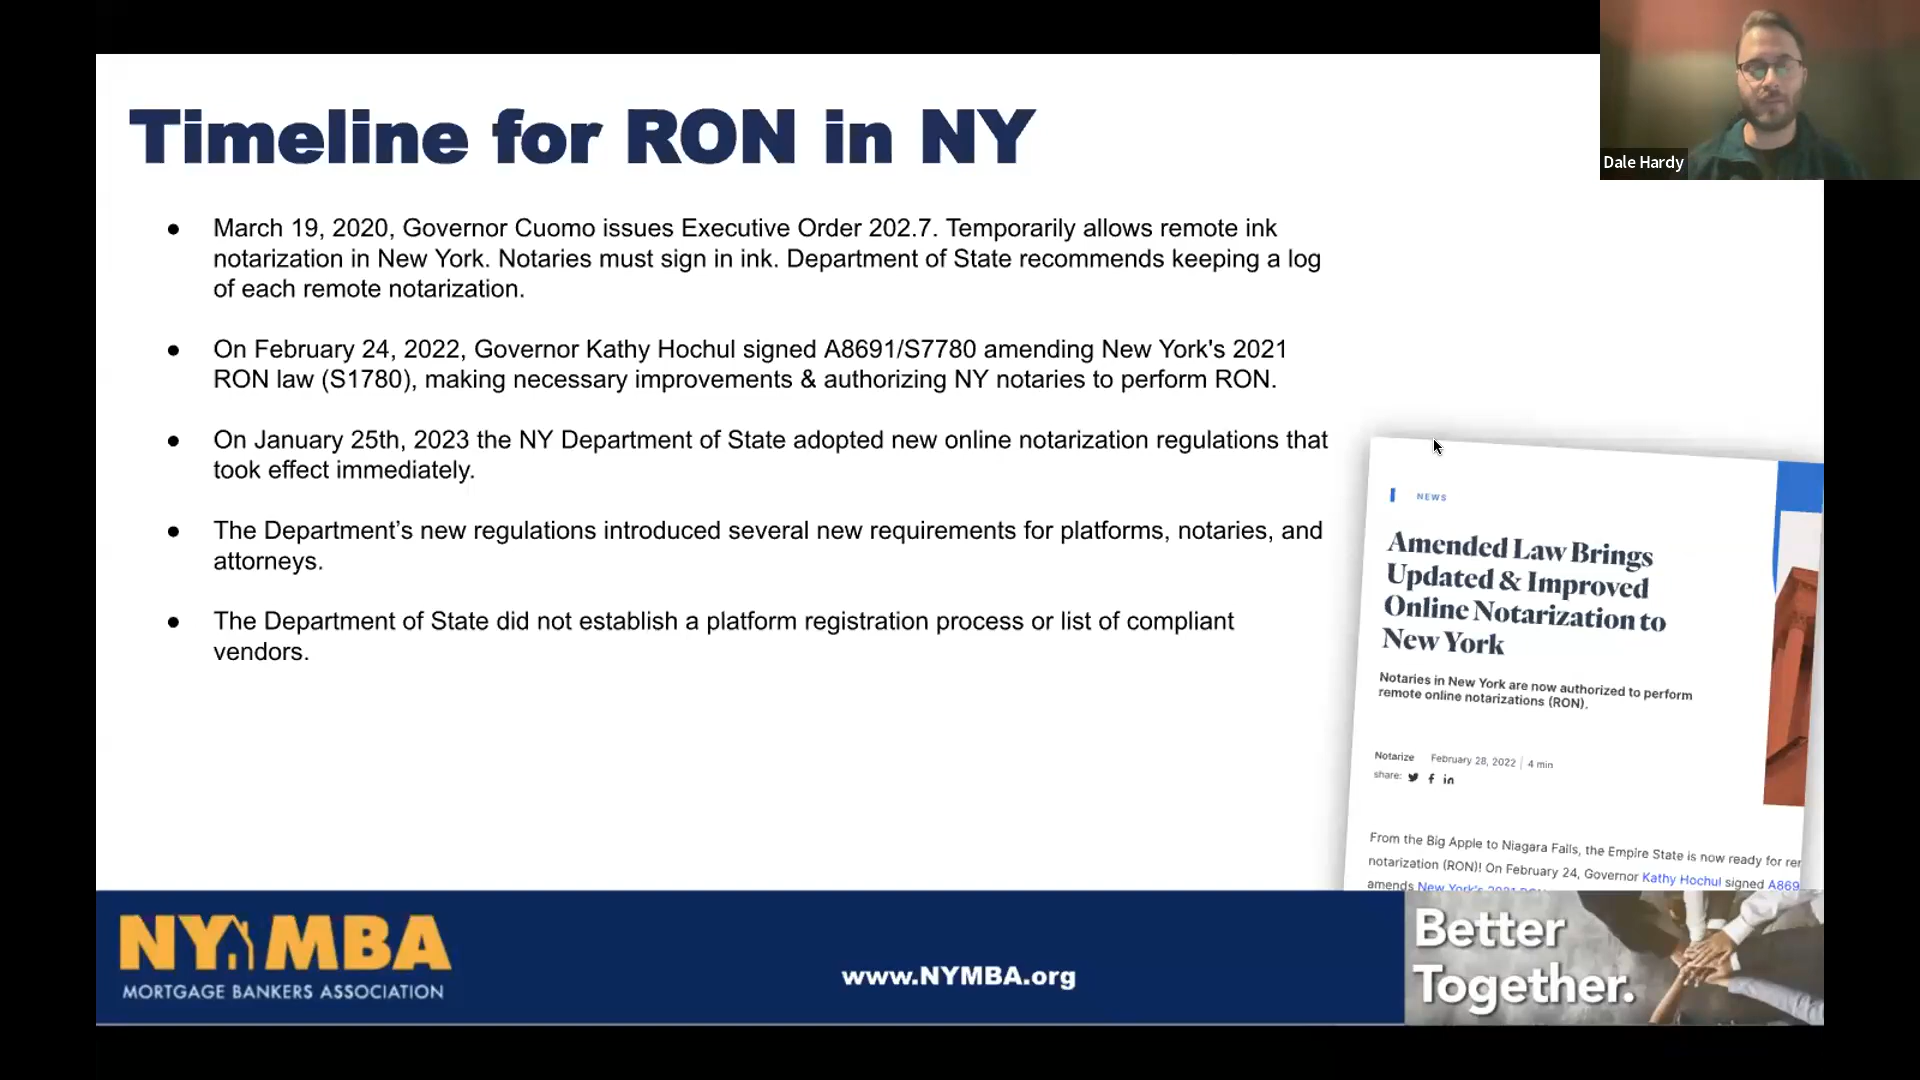 Timeline for RON in NY
Dale Hardy
● March 19, 2020, Governor Cuomo issues Executive Order 202.7. Temporarily allows remote ink
notarization in New York. Notaries must sign in ink. Department of State recommends keeping a log
of each remote notarization.
● On February 24, 2022, Governor Kathy Hochul signed A8691/S7780 amending New York's 2021
RON law (S1780), making necessary improvements & authorizing NY notaries to perform RON.
● On January 25th, 2023 the NY Department of State adopted new online notarization regulations that
took effect immediately.
● The Department’s new regulations introduced several new requirements for platforms, notaries, and
attorneys.
● The Department of State did not establish a platform registration process or list of compliant
vendors.
NEWS
Amended Law Brings
Updated & Improved
Online Notarization to
New York
Notaries in New York are now authorized to perform
remote online notarizations (RON).
Notarize February 28, 2022 | 4 min
share:
From the Big Apple to Niagara Falls, the Empire State is now ready for
notarization (RON)! On February 24, Governor Kathy Hochul signed A869
amends New York's 2021
NY MBA
MORTGAGE BANKERS ASSOCIATION
www.NYMBA.org
Better
Together.